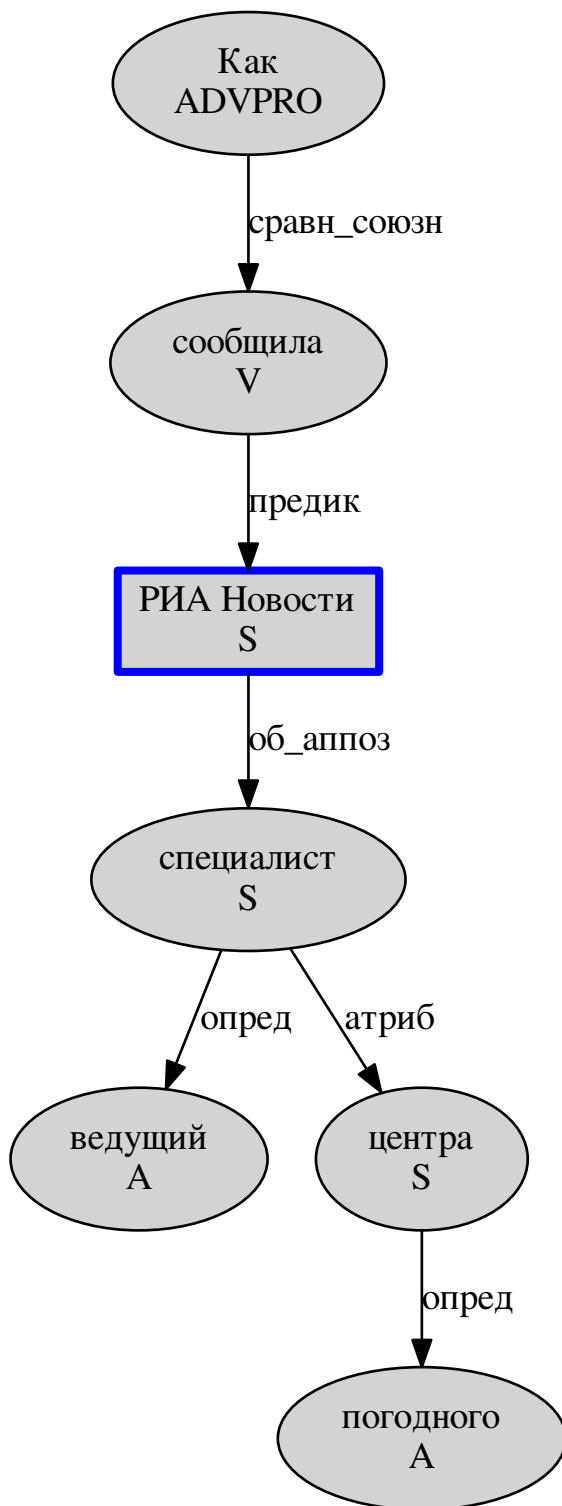 Как
ADVPRO
сравн_союзн
сообщила
V
предик
РИА Новости
S
об_аппоз
специалист
S
опред
атриб
ведущий
A
центра
S
опред
погодного
A